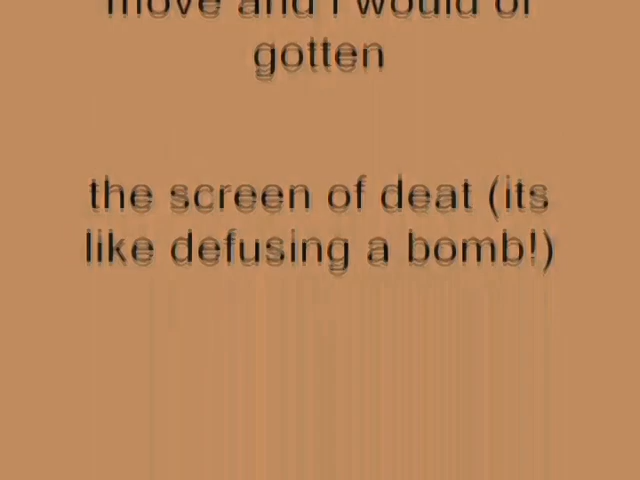 move and i would of
gotten
the screen of deat (its
like defusing a bomb!)